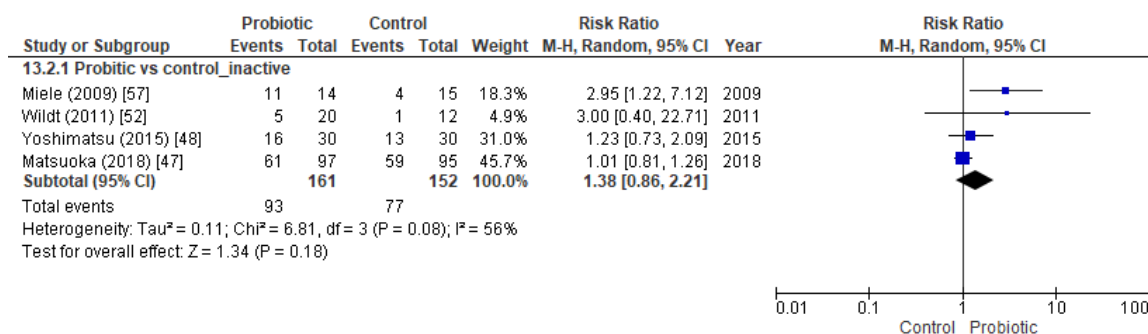 Probiotic Control Risk Ratio Risk Ratio
Study or Subgroup Events Total Events Total Weight M-H, Random, 95% CI Year M-H, Random, 95% CI
13.2.1 Probitic vs control_inactive
Miele (2009) [57] 11 14 4 15 18.3% 2.95 [1.22, 7.12] 2009
Wildt (2011) [52] 5 20 1 12 4.9% 3.00 [0.40, 22.71] 2011
Yoshimatsu (2015) [48] 16 30 13 30 31.0% 1.23 [0.73, 2.09] 2015
Matsuoka (2018) [47] 61 97 59 95 45.7% 1.01 [0.81, 1.26] 2018
Subtotal (95% CI) 161 152 100.0% 1.38 [0.86, 2.21]
Total events 93 77
Heterogeneity: Tau² = 0.11; Chi² = 6.81, df = 3 (P = 0.08); I² = 56%
Test for overall effect: Z = 1.34 (P = 0.18)
0.01 0.1 1 10 100
Control Probiotic